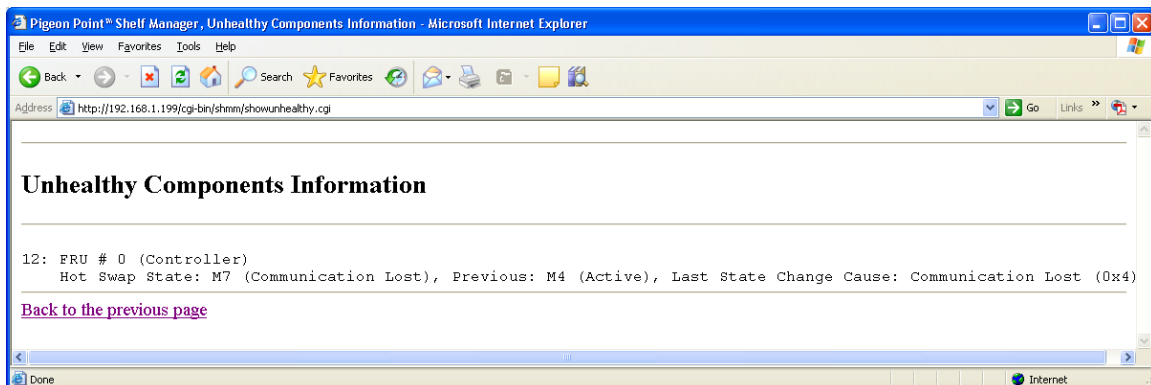 Pigeon Point™ Shelf Manager, Unhealthy Components Information - Microsoft Internet Explorer
File Edit View Favorites Tools Help
Back Search Favorites
Address http://192.168.1.199/cgi-bin/shmm/showunhealthy.cgi Go Links »
Unhealthy Components Information
12: FRU # 0 (Controller)
Hot Swap State: M7 (Communication Lost), Previous: M4 (Active), Last State Change Cause: Communication Lost (0x4)
Back to the previous page
Done Internet